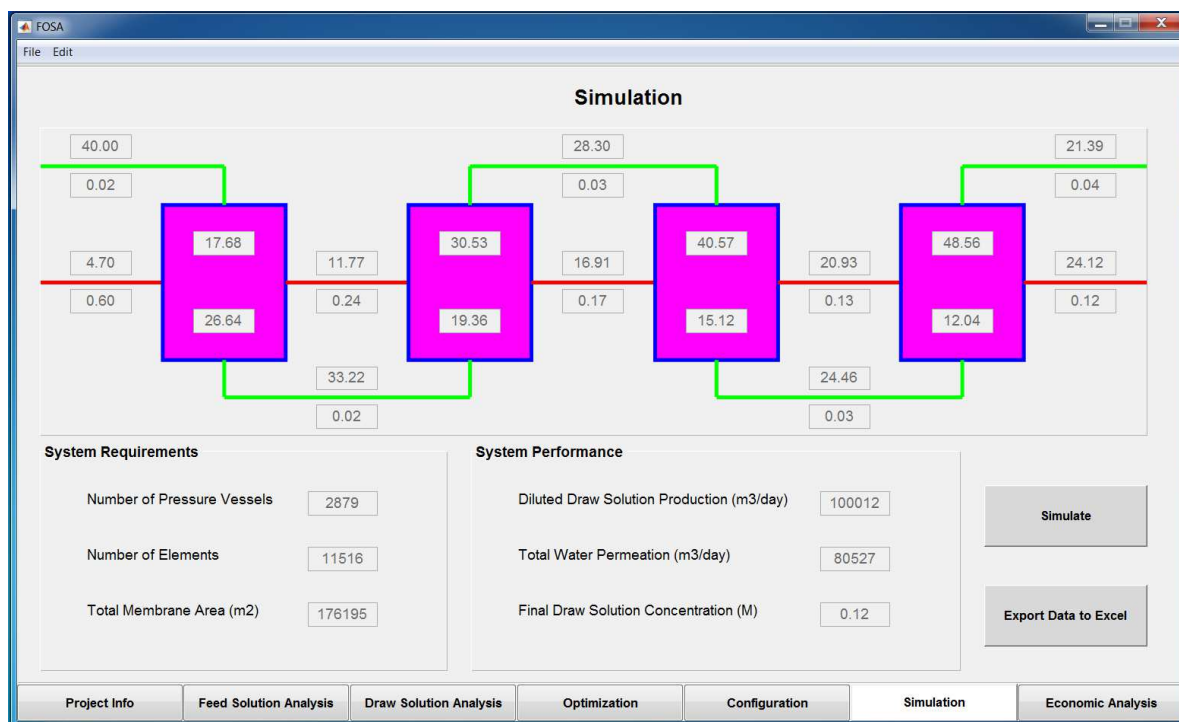 FOSA
File Edit
Simulation
40.00 28.30 21.39
0.02 0.03 0.04
17.68 30.53 40.57 48.56
4.70 11.77 16.91 20.93 24.12
0.60 0.24 0.17 0.13 0.12
26.64 19.36 15.12 12.04
33.22 24.46
0.02 0.03
System Requirements
Number of Pressure Vessels 2879
Number of Elements 11516
Total Membrane Area (m2) 176195
System Performance
Diluted Draw Solution Production (m3/day) 100012
Total Water Permeation (m3/day) 80527
Final Draw Solution Concentration (M) 0.12
Simulate
Export Data to Excel
Project Info Feed Solution Analysis Draw Solution Analysis Optimization Configuration Simulation Economic Analysis